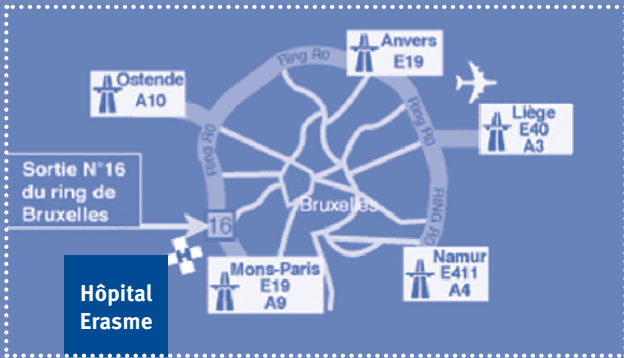 Ring Ro
Anvers
E19
Ostende
A10
Ring Ro
Liège
E40
A3
Ring Ro
Sortie N°16
du ring de
Bruxelles
16
Bruxelles
RING Ro
Mons-Paris
E19
A9
Namur
E411
A4
Hôpital
Erasme